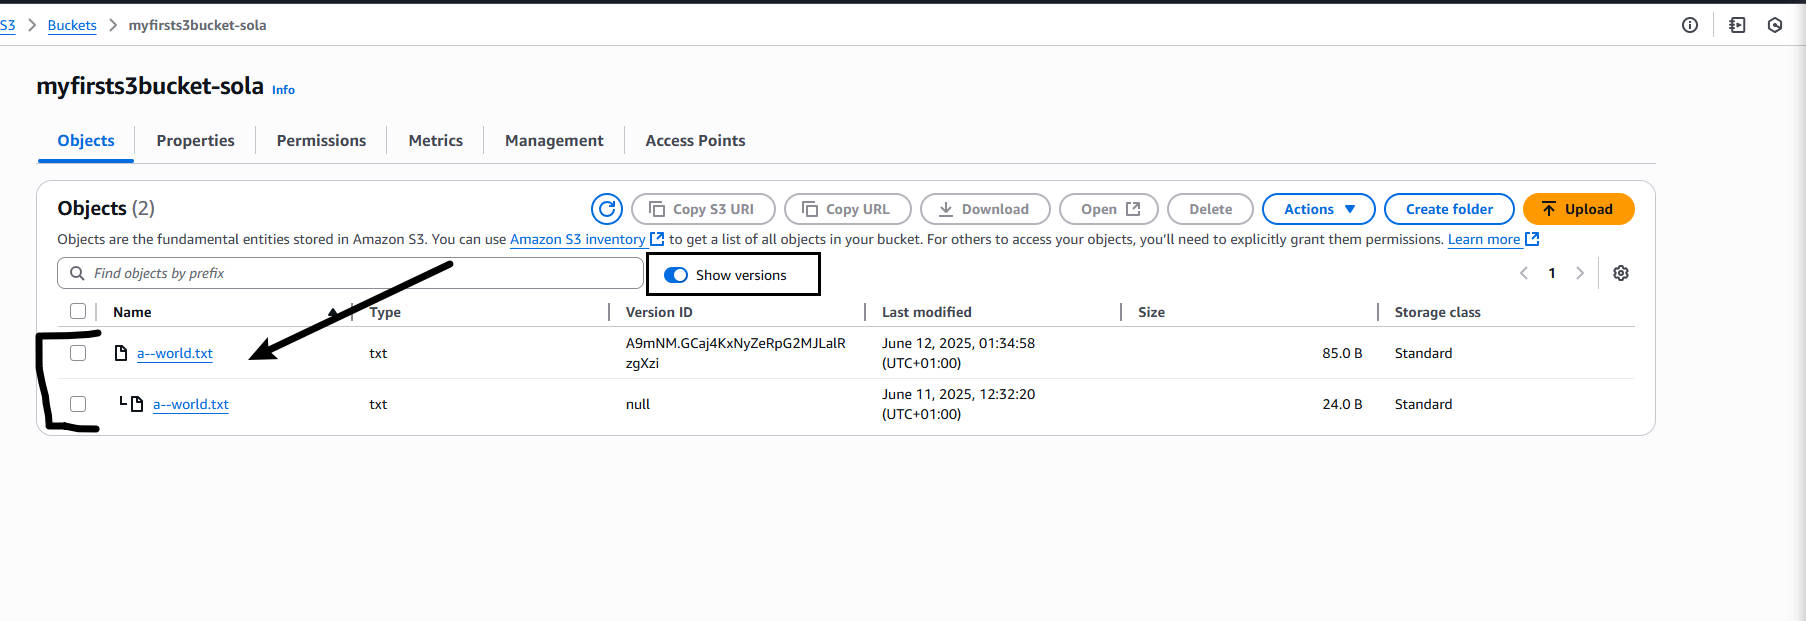 S3 > Buckets > myfirsts3bucket-sola
myfirsts3bucket-sola Info
Objects Properties Permissions Metrics Management Access Points
Objects (2) Copy S3 URI Copy URL Download Open Delete Actions Create folder Upload
Objects are the fundamental entities stored in Amazon S3. You can use Amazon S3 inventory to get a list of all objects in your bucket. For others to access your objects, you'll need to explicitly grant them permissions. Learn more
Find objects by prefix Show versions 1
Name Type Version ID Last modified Size Storage class
a--world.txt txt A9mNM.GCaj4KxNyZeRpG2MJLalR June 12, 2025, 01:34:58 85.0 B Standard
zgXzi (UTC+01:00)
a--world.txt txt null June 11, 2025, 12:32:20 24.0 B Standard
(UTC+01:00)